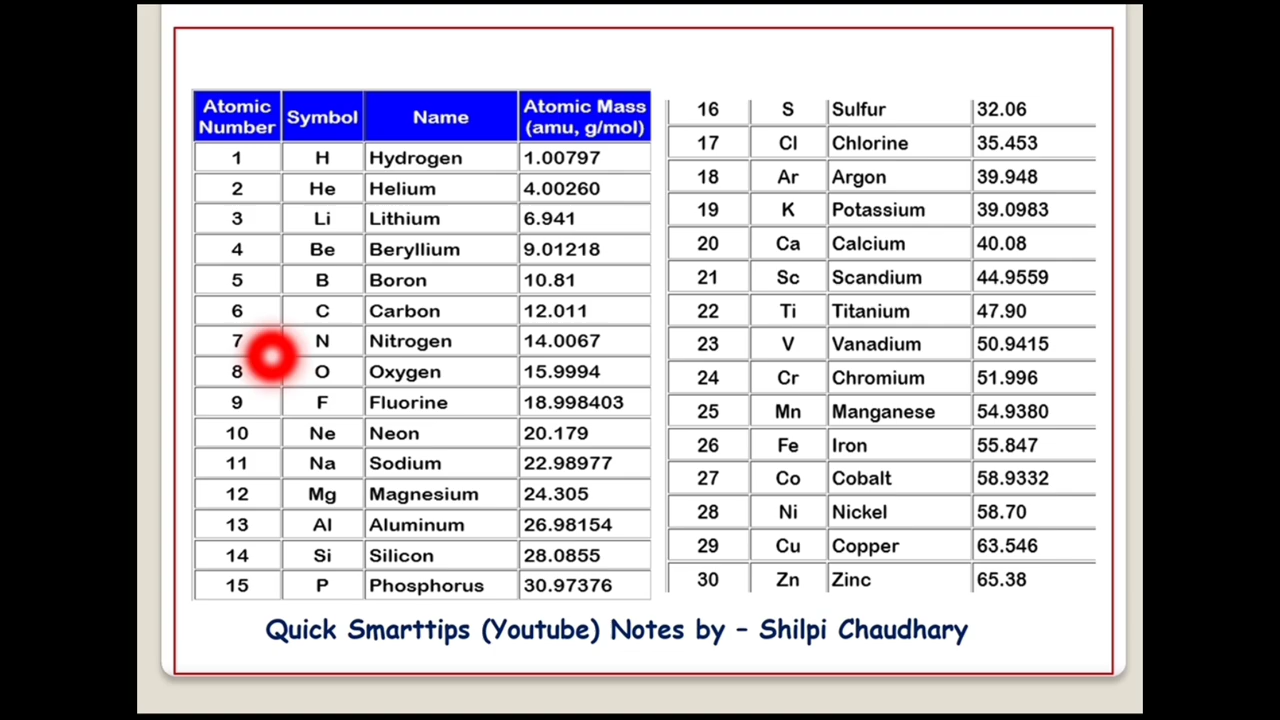 Atomic Number Symbol Name Atomic Mass (amu, g/mol)
1 H Hydrogen 1.00797
2 He Helium 4.00260
3 Li Lithium 6.941
4 Be Beryllium 9.01218
5 B Boron 10.81
6 C Carbon 12.011
7 N Nitrogen 14.0067
8 O Oxygen 15.9994
9 F Fluorine 18.998403
10 Ne Neon 20.179
11 Na Sodium 22.98977
12 Mg Magnesium 24.305
13 Al Aluminum 26.98154
14 Si Silicon 28.0855
15 P Phosphorus 30.97376
16 S Sulfur 32.06
17 Cl Chlorine 35.453
18 Ar Argon 39.948
19 K Potassium 39.0983
20 Ca Calcium 40.08
21 Sc Scandium 44.9559
22 Ti Titanium 47.90
23 V Vanadium 50.9415
24 Cr Chromium 51.996
25 Mn Manganese 54.9380
26 Fe Iron 55.847
27 Co Cobalt 58.9332
28 Ni Nickel 58.70
29 Cu Copper 63.546
30 Zn Zinc 65.38
Quick Smarttips (Youtube) Notes by - Shilpi Chaudhary